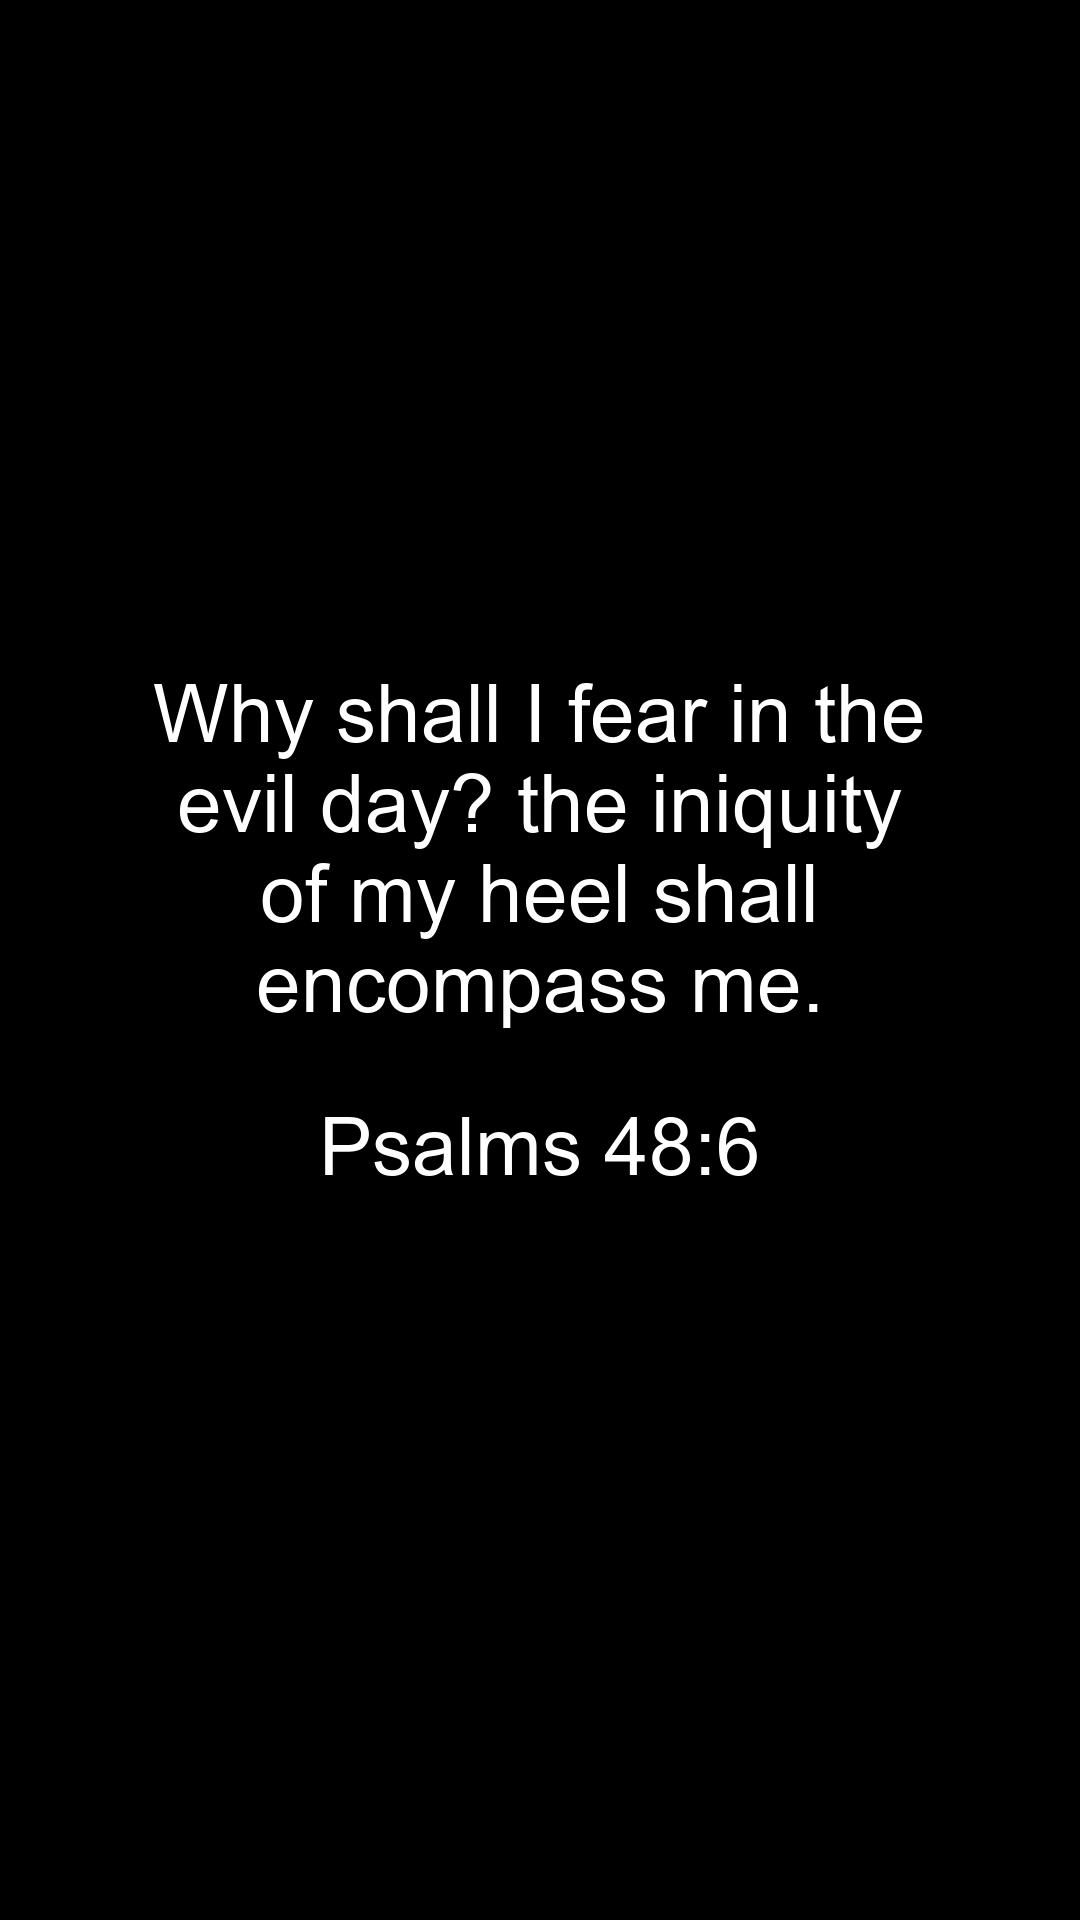 Why shall I fear in the
evil day? the iniquity
of my heel shall
encompass me.
Psalms 48:6